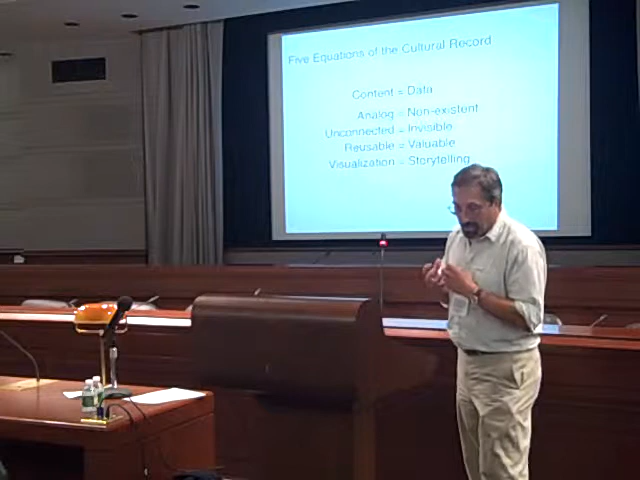 Five Equations of the Cultural Record
Content = Data
Analog = Non-existent
Unconnected = Invisible
Reusable = Valuable
Visualization = Storytelling